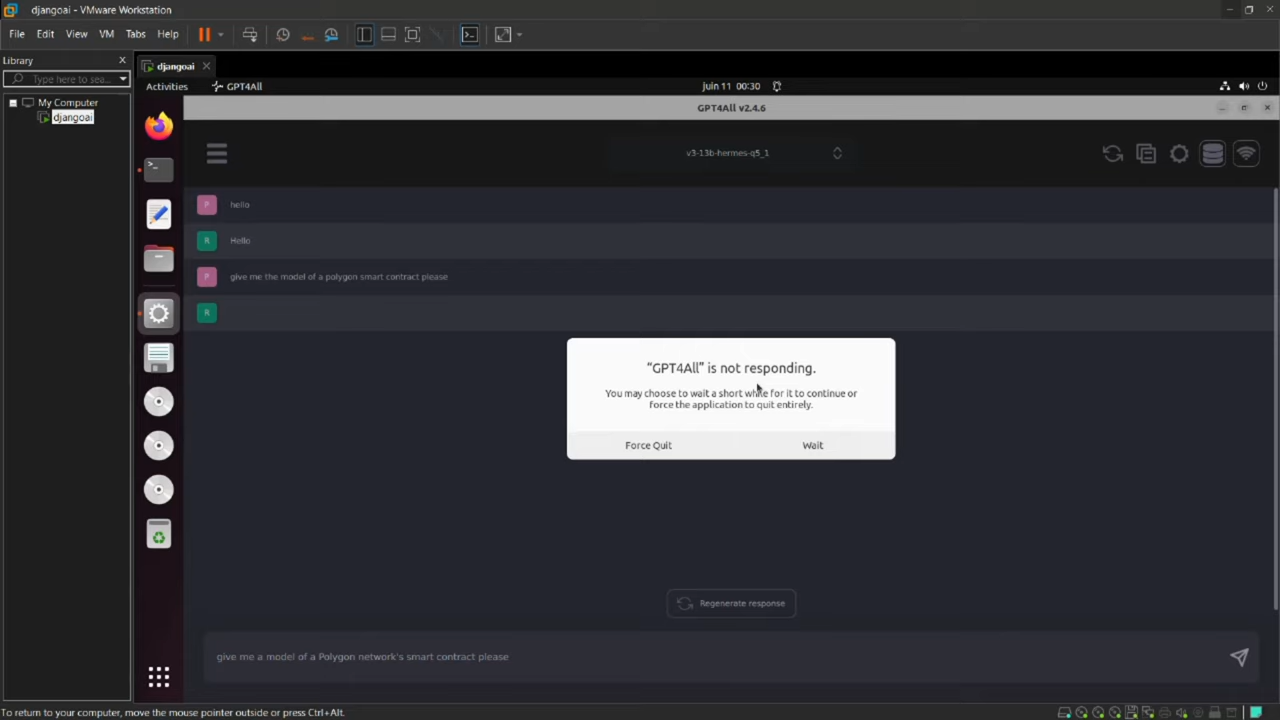 djangoai - VMware Workstation
File Edit View VM Tabs Help
Library
Type here to sea...
My Computer
djangoai
djangoai
Activities
GPT4All
juin 11 00:30
GPT4All v2.4.6
v3-13b-hermes-q5_1
P hello
R Hello
P give me the model of a polygon smart contract please
R
“GPT4All” is not responding.
You may choose to wait a short while for it to continue or
force the application to quit entirely.
Force Quit
Wait
Regenerate response
give me a model of a Polygon network's smart contract please
To return to your computer, move the mouse pointer outside or press Ctrl+Alt.